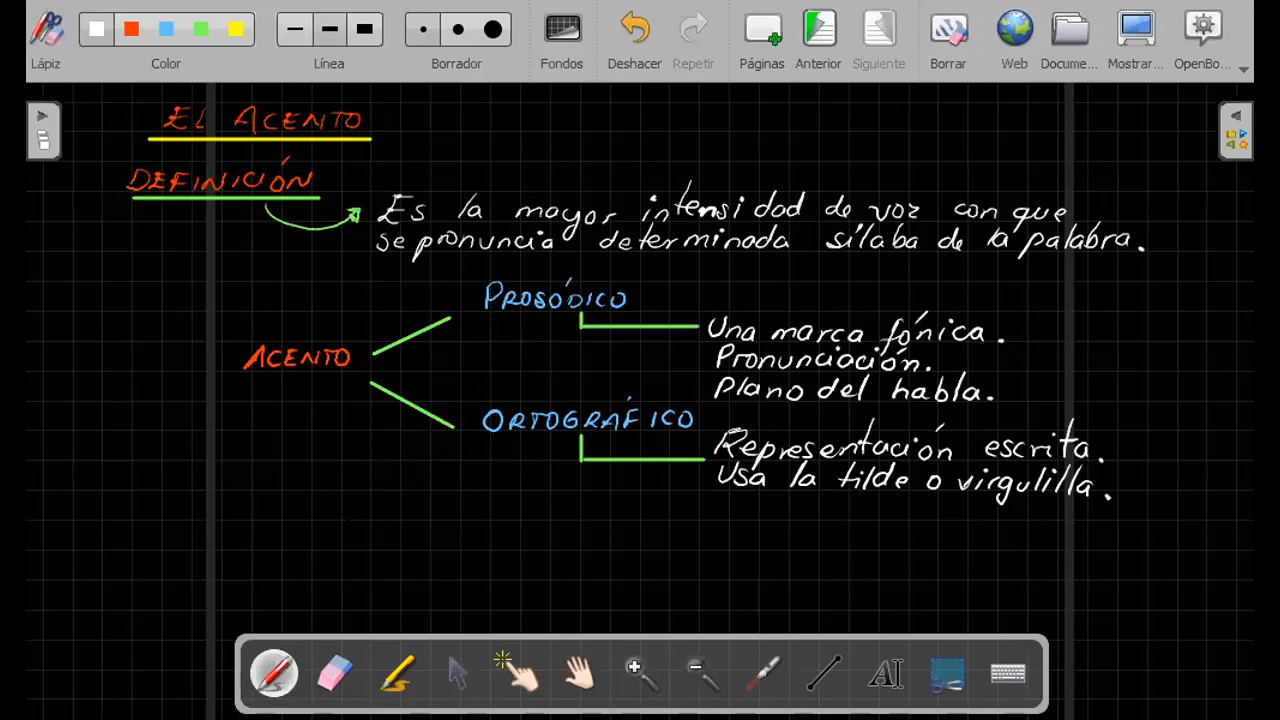 Lápiz
Color
Línea
Borrador
Fondos
Deshacer
Repetir
Páginas
Anterior
Siguiente
Borrar
Web
Docume...
Mostrar...
OpenBo...
EL ACENTO
DEFINICIÓN
Es la mayor intensidad de voz con que
se pronuncia determinada sílaba de la palabra.
PROSÓDICO
Una marca fónica.
Pronunciación.
Plano del habla.
ACENTO
ORTOGRÁFICO
Representación escrita.
Usa la tilde o virgulilla.
AI